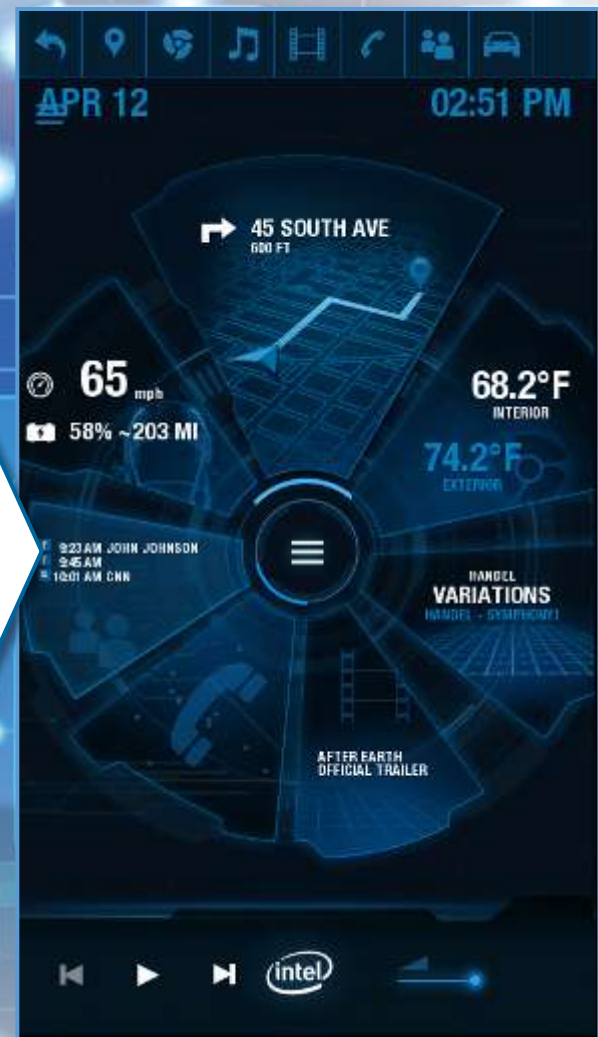 APR 12
02:51 PM
45 SOUTH AVE
600 FT
65 mph
58% ~203 MI
68.2°F
INTERIOR
74.2°F
EXTERIOR
9:23 AM JOHN JOHNSON
9:45 AM
10:01 AM CNN
HANDEL
VARIATIONS
HANDEL - SYMPHONY1
AFTER EARTH
OFFICIAL TRAILER
intel